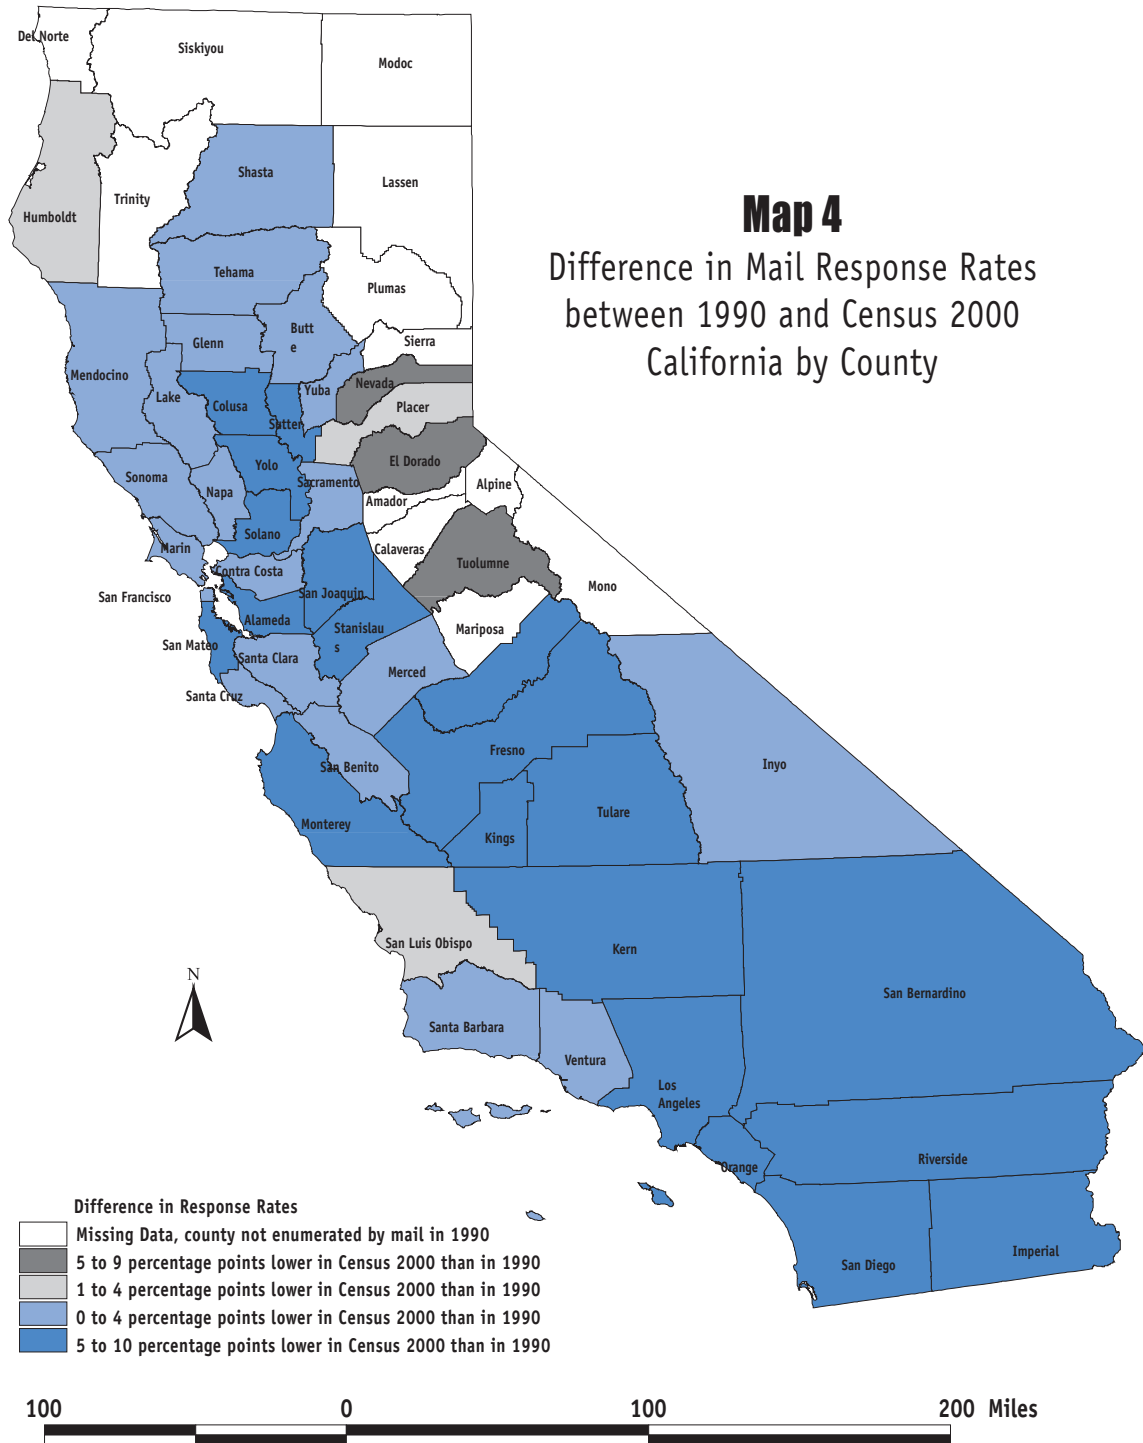 Del Norte
Siskiyou
Modoc
Shasta
Lassen
Trinity
Humboldt
Map 4
Difference in Mail Response Rates
between 1990 and Census 2000
California by County
Tehama
Plumas
Butt
e
Glenn
Sierra
Mendocino
Nevada
Lake
Yuba
Colusa
Placer
Sutter
Yolo
El Dorado
Sonoma
Sacramento
Napa
Alpine
Amador
Solano
Marin
Calaveras
Contra Costa
Tuolumne
Mono
San Francisco
San Joaquin
Alameda
Stanislau
s
Mariposa
San Mateo
Santa Clara
Merced
Santa Cruz
Fresno
San Benito
Inyo
Monterey
Tulare
Kings
San Luis Obispo
Kern
N
San Bernardino
Santa Barbara
Ventura
Los
Angeles
Orange
Riverside
San Diego
Imperial
Difference in Response Rates
Missing Data, county not enumerated by mail in 1990
5 to 9 percentage points lower in Census 2000 than in 1990
1 to 4 percentage points lower in Census 2000 than in 1990
0 to 4 percentage points lower in Census 2000 than in 1990
5 to 10 percentage points lower in Census 2000 than in 1990
100 0 100 200 Miles